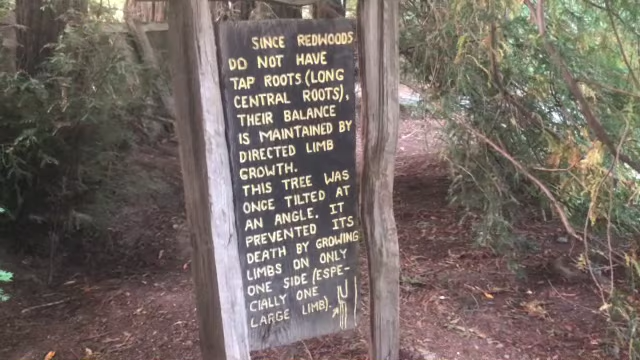 SINCE REDWOODS
DO NOT HAVE
TAP ROOTS (LONG
CENTRAL ROOTS),
THEIR BALANCE
IS MAINTAINED BY
DIRECTED LIMB
GROWTH.
THIS TREE WAS
ONCE TILTED AT
AN ANGLE. IT
PREVENTED ITS
DEATH BY GROWING
LIMBS ON ONLY
ONE SIDE (ESPE-
CIALLY ONE
LARGE LIMB).